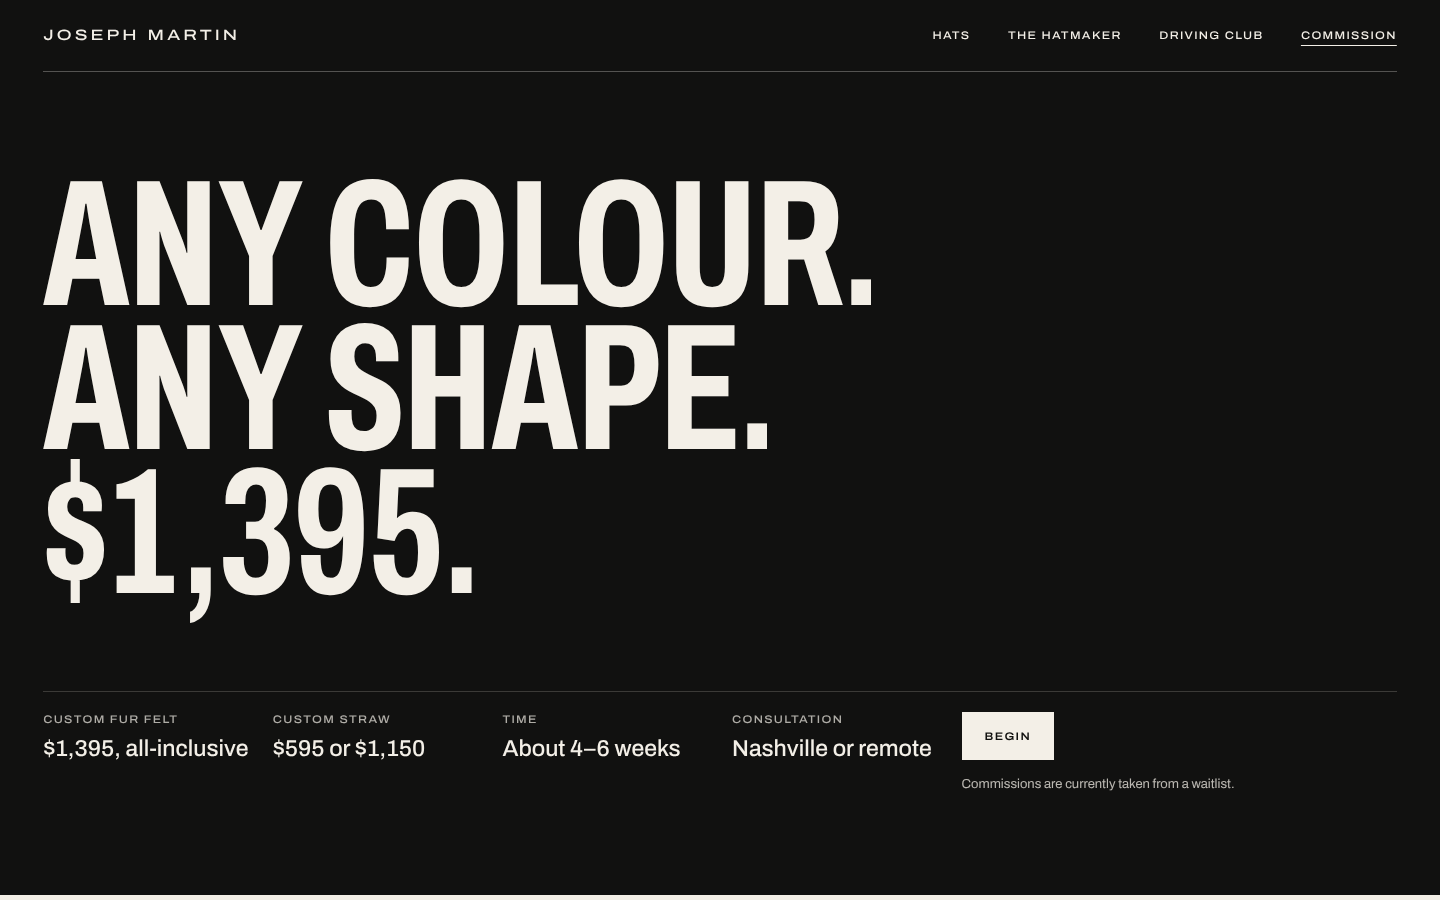 JOSEPH MARTIN
HATS THE HATMAKER DRIVING CLUB COMMISSION
ANY COLOUR.
ANY SHAPE.
$1,395.
CUSTOM FUR FELT
$1,395, all-inclusive
CUSTOM STRAW
$595 or $1,150
TIME
About 4–6 weeks
CONSULTATION
Nashville or remote
BEGIN
Commissions are currently taken from a waitlist.